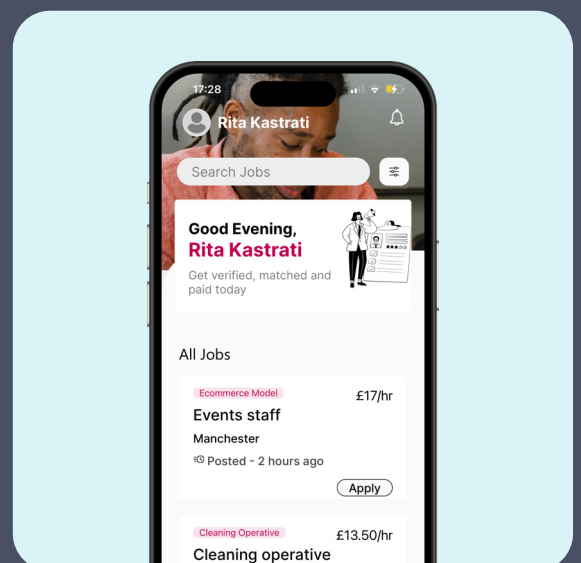 17:28
Rita Kastrati
Search Jobs
Good Evening,
Rita Kastrati
Get verified, matched and
paid today
All Jobs
Ecommerce Model
£17/hr
Events staff
Manchester
Posted - 2 hours ago
Apply
Cleaning Operative
£13.50/hr
Cleaning operative